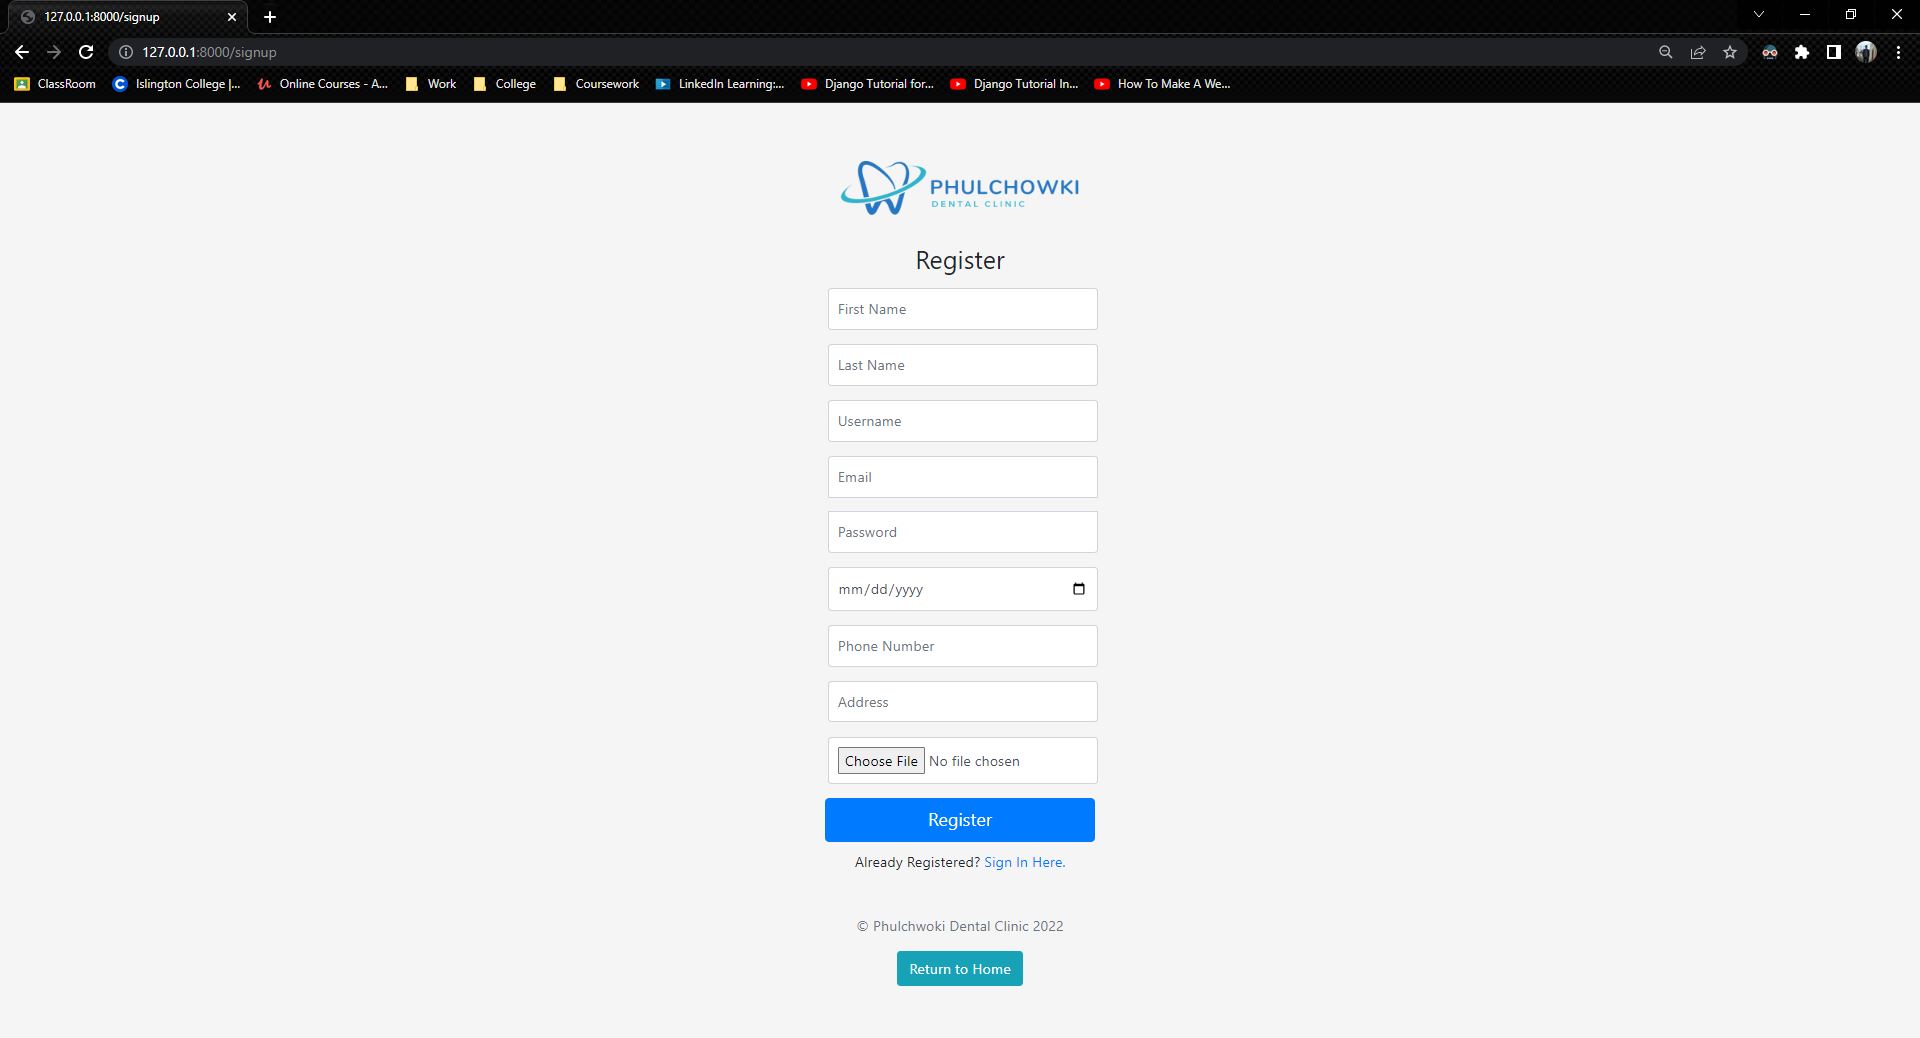 127.0.0.1:8000/signup
127.0.0.1:8000/signup
ClassRoom Islington College |... Online Courses - A... Work College Coursework LinkedIn Learning:... Django Tutorial for... Django Tutorial In... How To Make A We...
PHULCHOWKI
DENTAL CLINIC
Register
First Name
Last Name
Username
Email
Password
mm/dd/yyyy
Phone Number
Address
Choose File No file chosen
Register
Already Registered? Sign In Here.
© Phulchwoki Dental Clinic 2022
Return to Home